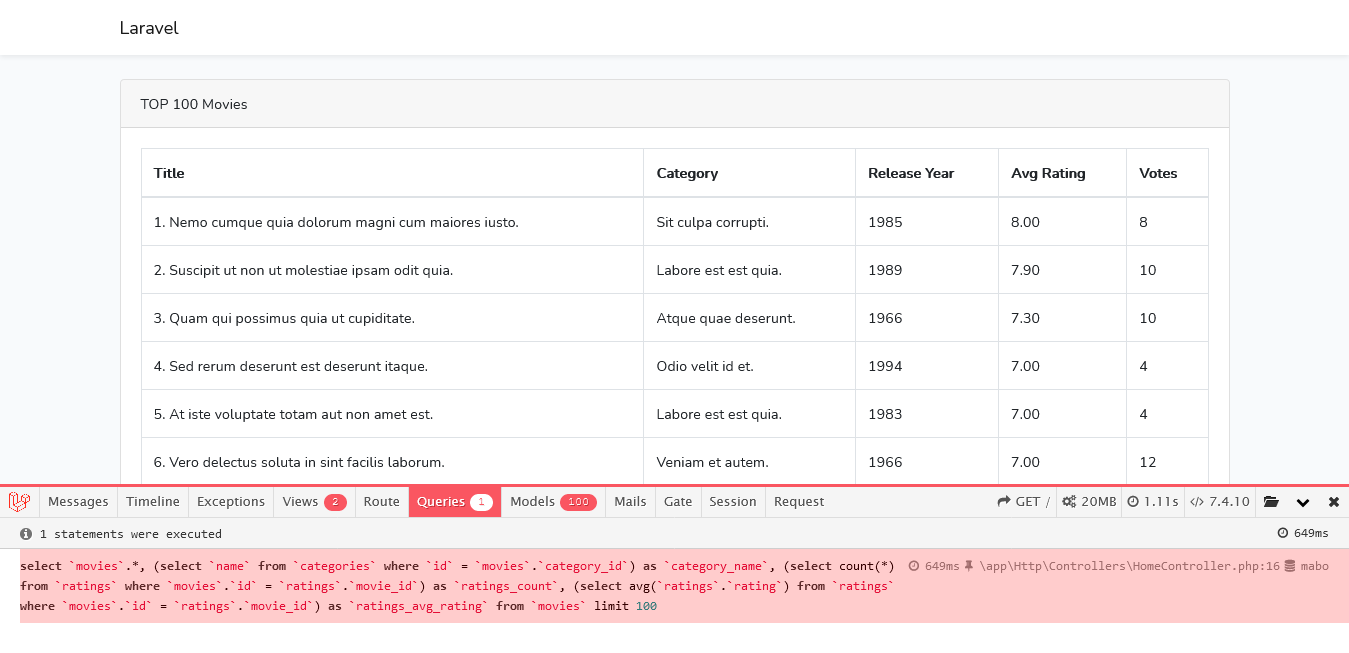 Laravel
TOP 100 Movies
Title Category Release Year Avg Rating Votes
1. Nemo cumque quia dolorum magni cum maiores iusto. Sit culpa corrupti. 1985 8.00 8
2. Suscipit ut non ut molestiae ipsam odit quia. Labore est est quia. 1989 7.90 10
3. Quam qui possimus quia ut cupiditate. Atque quae deserunt. 1966 7.30 10
4. Sed rerum deserunt est deserunt itaque. Odio velit id et. 1994 7.00 4
5. At iste voluptate totam aut non amet est. Labore est est quia. 1983 7.00 4
6. Vero delectus soluta in sint facilis laborum. Veniam et autem. 1966 7.00 12
Messages Timeline Exceptions Views 2 Route Queries 1 Models 100 Mails Gate Session Request GET / 20MB 1.11s </> 7.4.10
1 statements were executed 649ms
select `movies`.*, (select `name` from `categories` where `id` = `movies`.`category_id`) as `category_name`, (select count(*) 649ms \app\Http\Controllers\HomeController.php:16 mabo
from `ratings` where `movies`.`id` = `ratings`.`movie_id`) as `ratings_count`, (select avg(`ratings`.`rating`) from `ratings`
where `movies`.`id` = `ratings`.`movie_id`) as `ratings_avg_rating` from `movies` limit 100